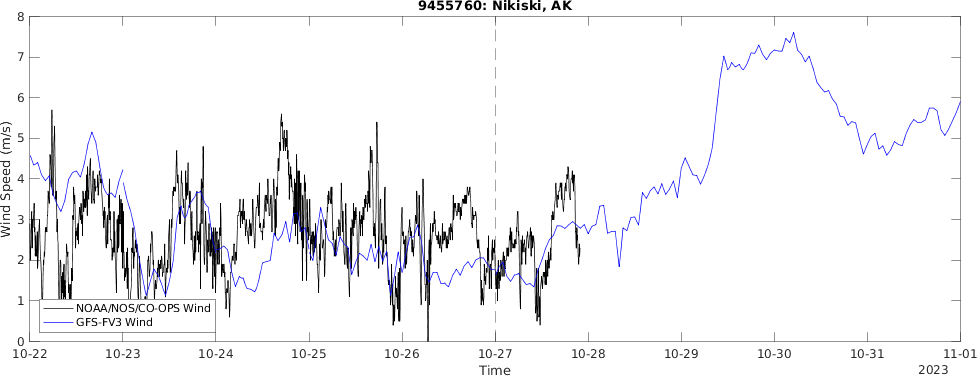 9455760: Nikiski, AK
Wind Speed (m/s)
8
7
6
5
4
3
2
1
0
NOAA/NOS/CO-OPS Wind
GFS-FV3 Wind
10-22 10-23 10-24 10-25 10-26 10-27 10-28 10-29 10-30 10-31 11-01
Time
2023